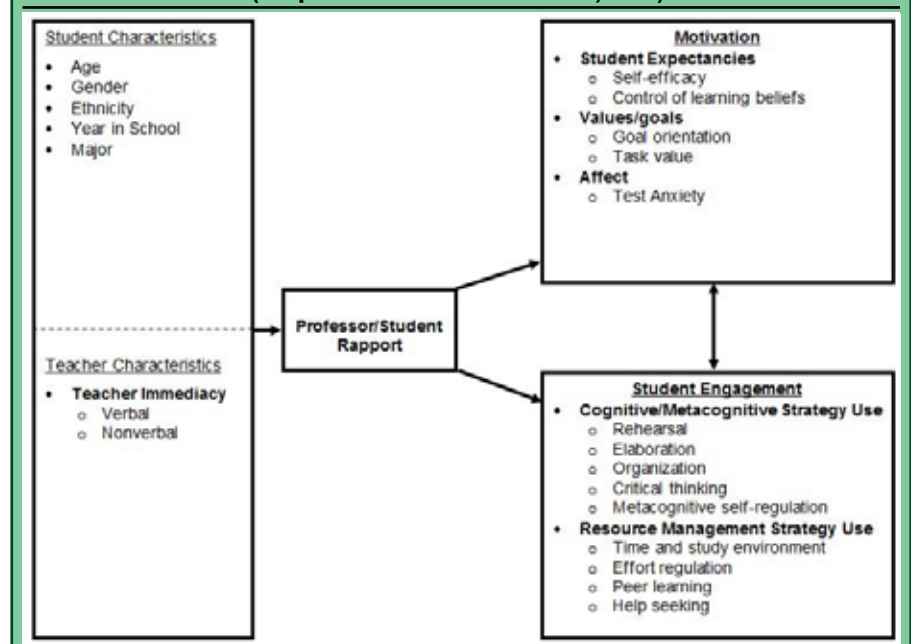 Student Characteristics
• Age
• Gender
• Ethnicity
• Year in School
• Major
Teacher Characteristics
• Teacher Immediacy
o Verbal
o Nonverbal
Professor/Student
Rapport
Motivation
• Student Expectancies
o Self-efficacy
o Control of learning beliefs
• Values/goals
o Goal orientation
o Task value
• Affect
o Test Anxiety
Student Engagement
• Cognitive/Metacognitive Strategy Use
o Rehearsal
o Elaboration
o Organization
o Critical thinking
o Metacognitive self-regulation
• Resource Management Strategy Use
o Time and study environment
o Effort regulation
o Peer learning
o Help seeking